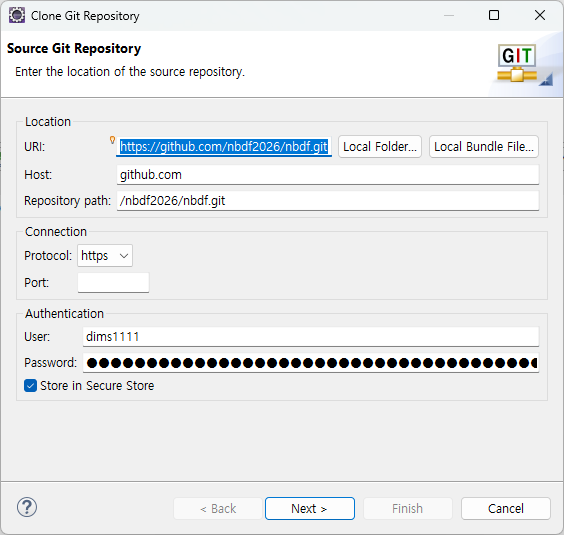 Clone Git Repository
Source Git Repository
Enter the location of the source repository.
GIT
Location
URI: https://github.com/nbdf2026/nbdf.git Local Folder... Local Bundle File...
Host: github.com
Repository path: /nbdf2026/nbdf.git
Connection
Protocol: https
Port:
Authentication
User: dims1111
Password: ●●●●●●●●●●●●●●●●●●●●●●●●●●●●●●●●●●●●●●
Store in Secure Store
? < Back Next > Finish Cancel